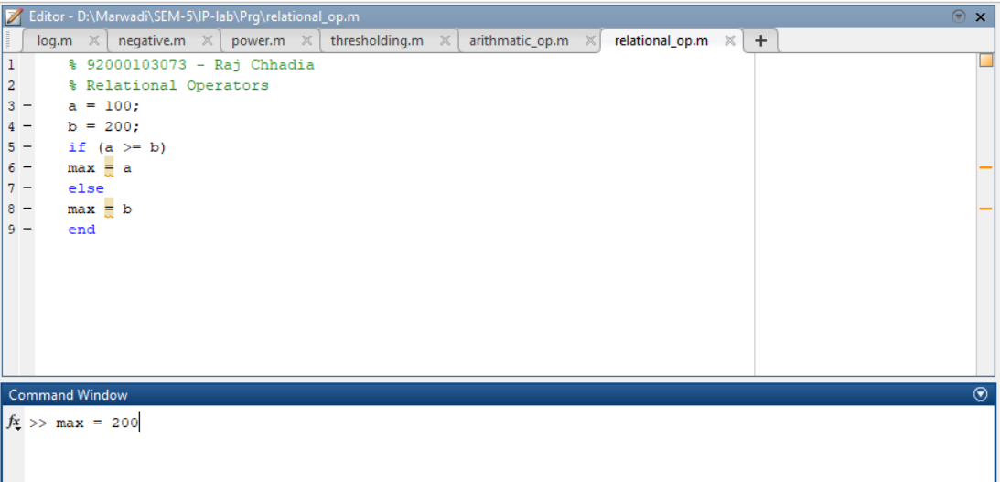 Editor - D:\Marwadi\SEM-5\IP-lab\Prg\relational_op.m
log.m negative.m power.m thresholding.m arithmatic_op.m relational_op.m +
1 % 92000103073 - Raj Chhadia
2 % Relational Operators
3 - a = 100;
4 - b = 200;
5 - if (a >= b)
6 - max = a
7 - else
8 - max = b
9 - end
Command Window
fx >> max = 200